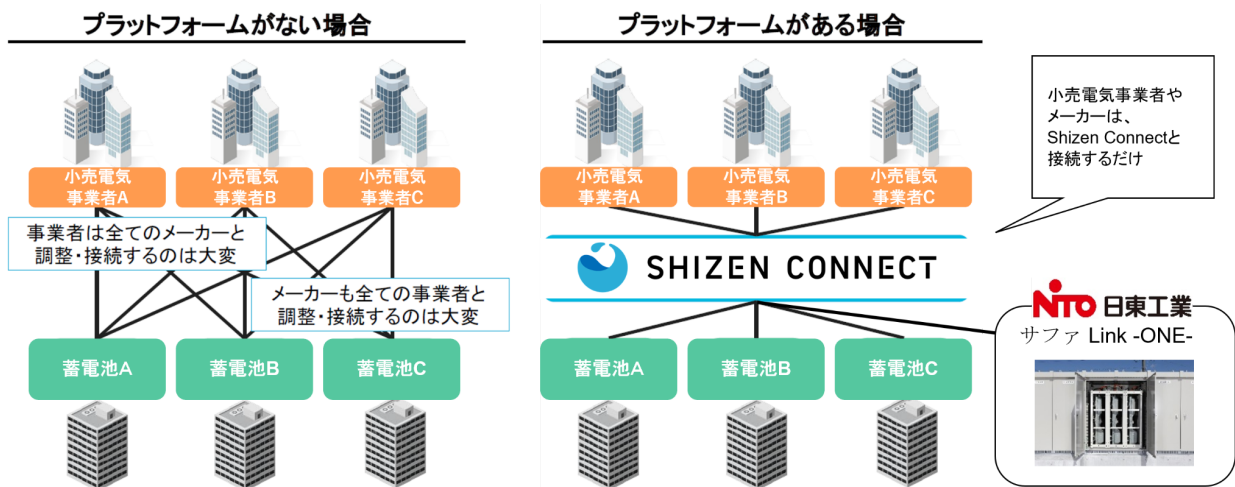 プラットフォームがない場合
小売電気
事業者A
小売電気
事業者B
小売電気
事業者C
事業者は全てのメーカーと
調整・接続するのは大変
メーカーも全ての事業者と
調整・接続するのは大変
蓄電池A
蓄電池B
蓄電池C
プラットフォームがある場合
小売電気
事業者A
小売電気
事業者B
小売電気
事業者C
SHIZEN CONNECT
蓄電池A
蓄電池B
蓄電池C
小売電気事業者や
メーカーは、
Shizen Connectと
接続するだけ
NITO 日東工業
サファ Link -ONE-